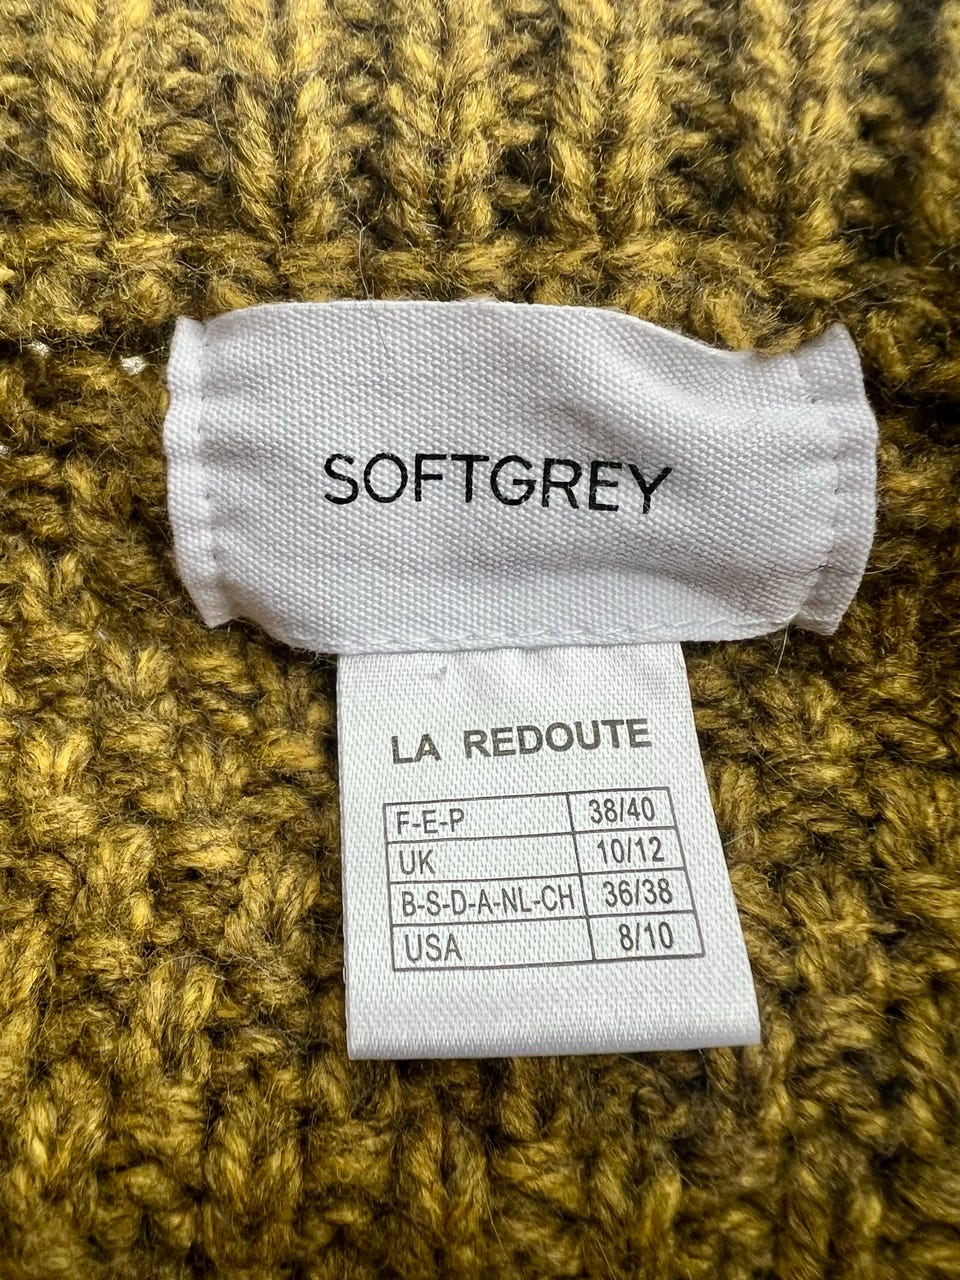 SOFTGREY
LA REDOUTE
F-E-P 38/40
UK 10/12
B-S-D-A-NL-CH 36/38
USA 8/10